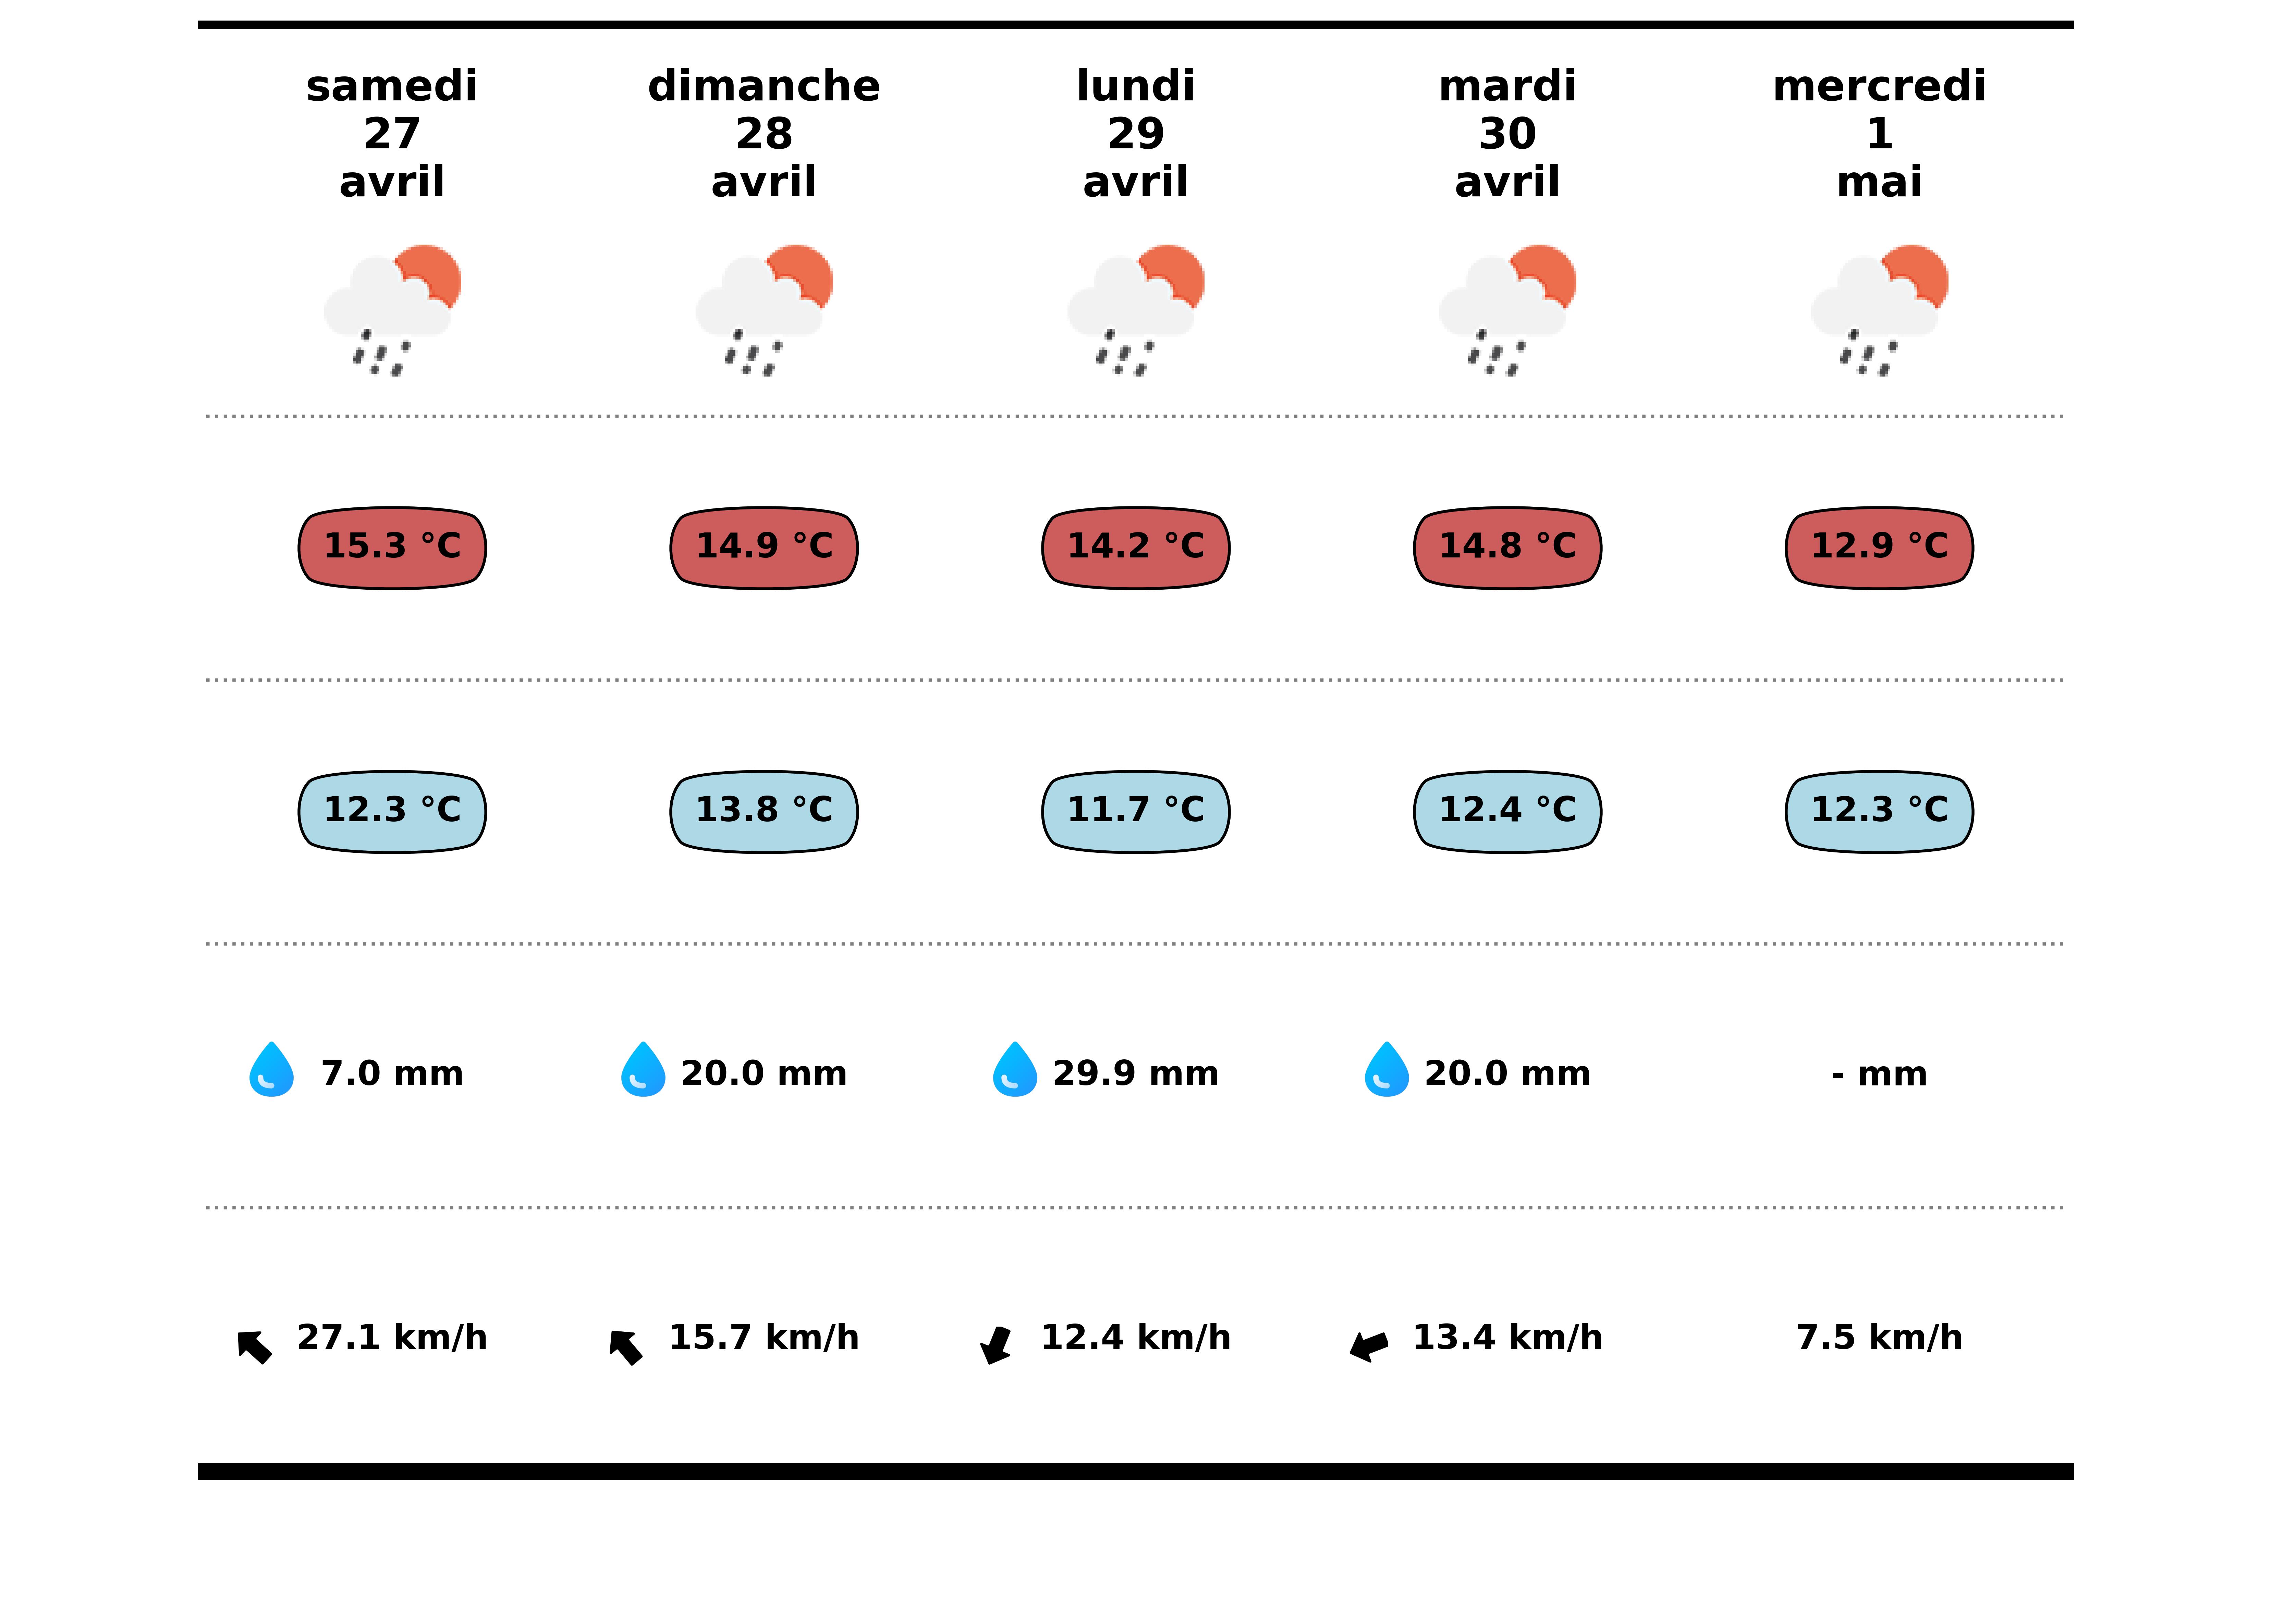 samedi
27
avril
dimanche
28
avril
lundi
29
avril
mardi
30
avril
mercredi
1
mai
15.3 °C
14.9 °C
14.2 °C
14.8 °C
12.9 °C
12.3 °C
13.8 °C
11.7 °C
12.4 °C
12.3 °C
7.0 mm
20.0 mm
29.9 mm
20.0 mm
- mm
27.1 km/h
15.7 km/h
12.4 km/h
13.4 km/h
7.5 km/h